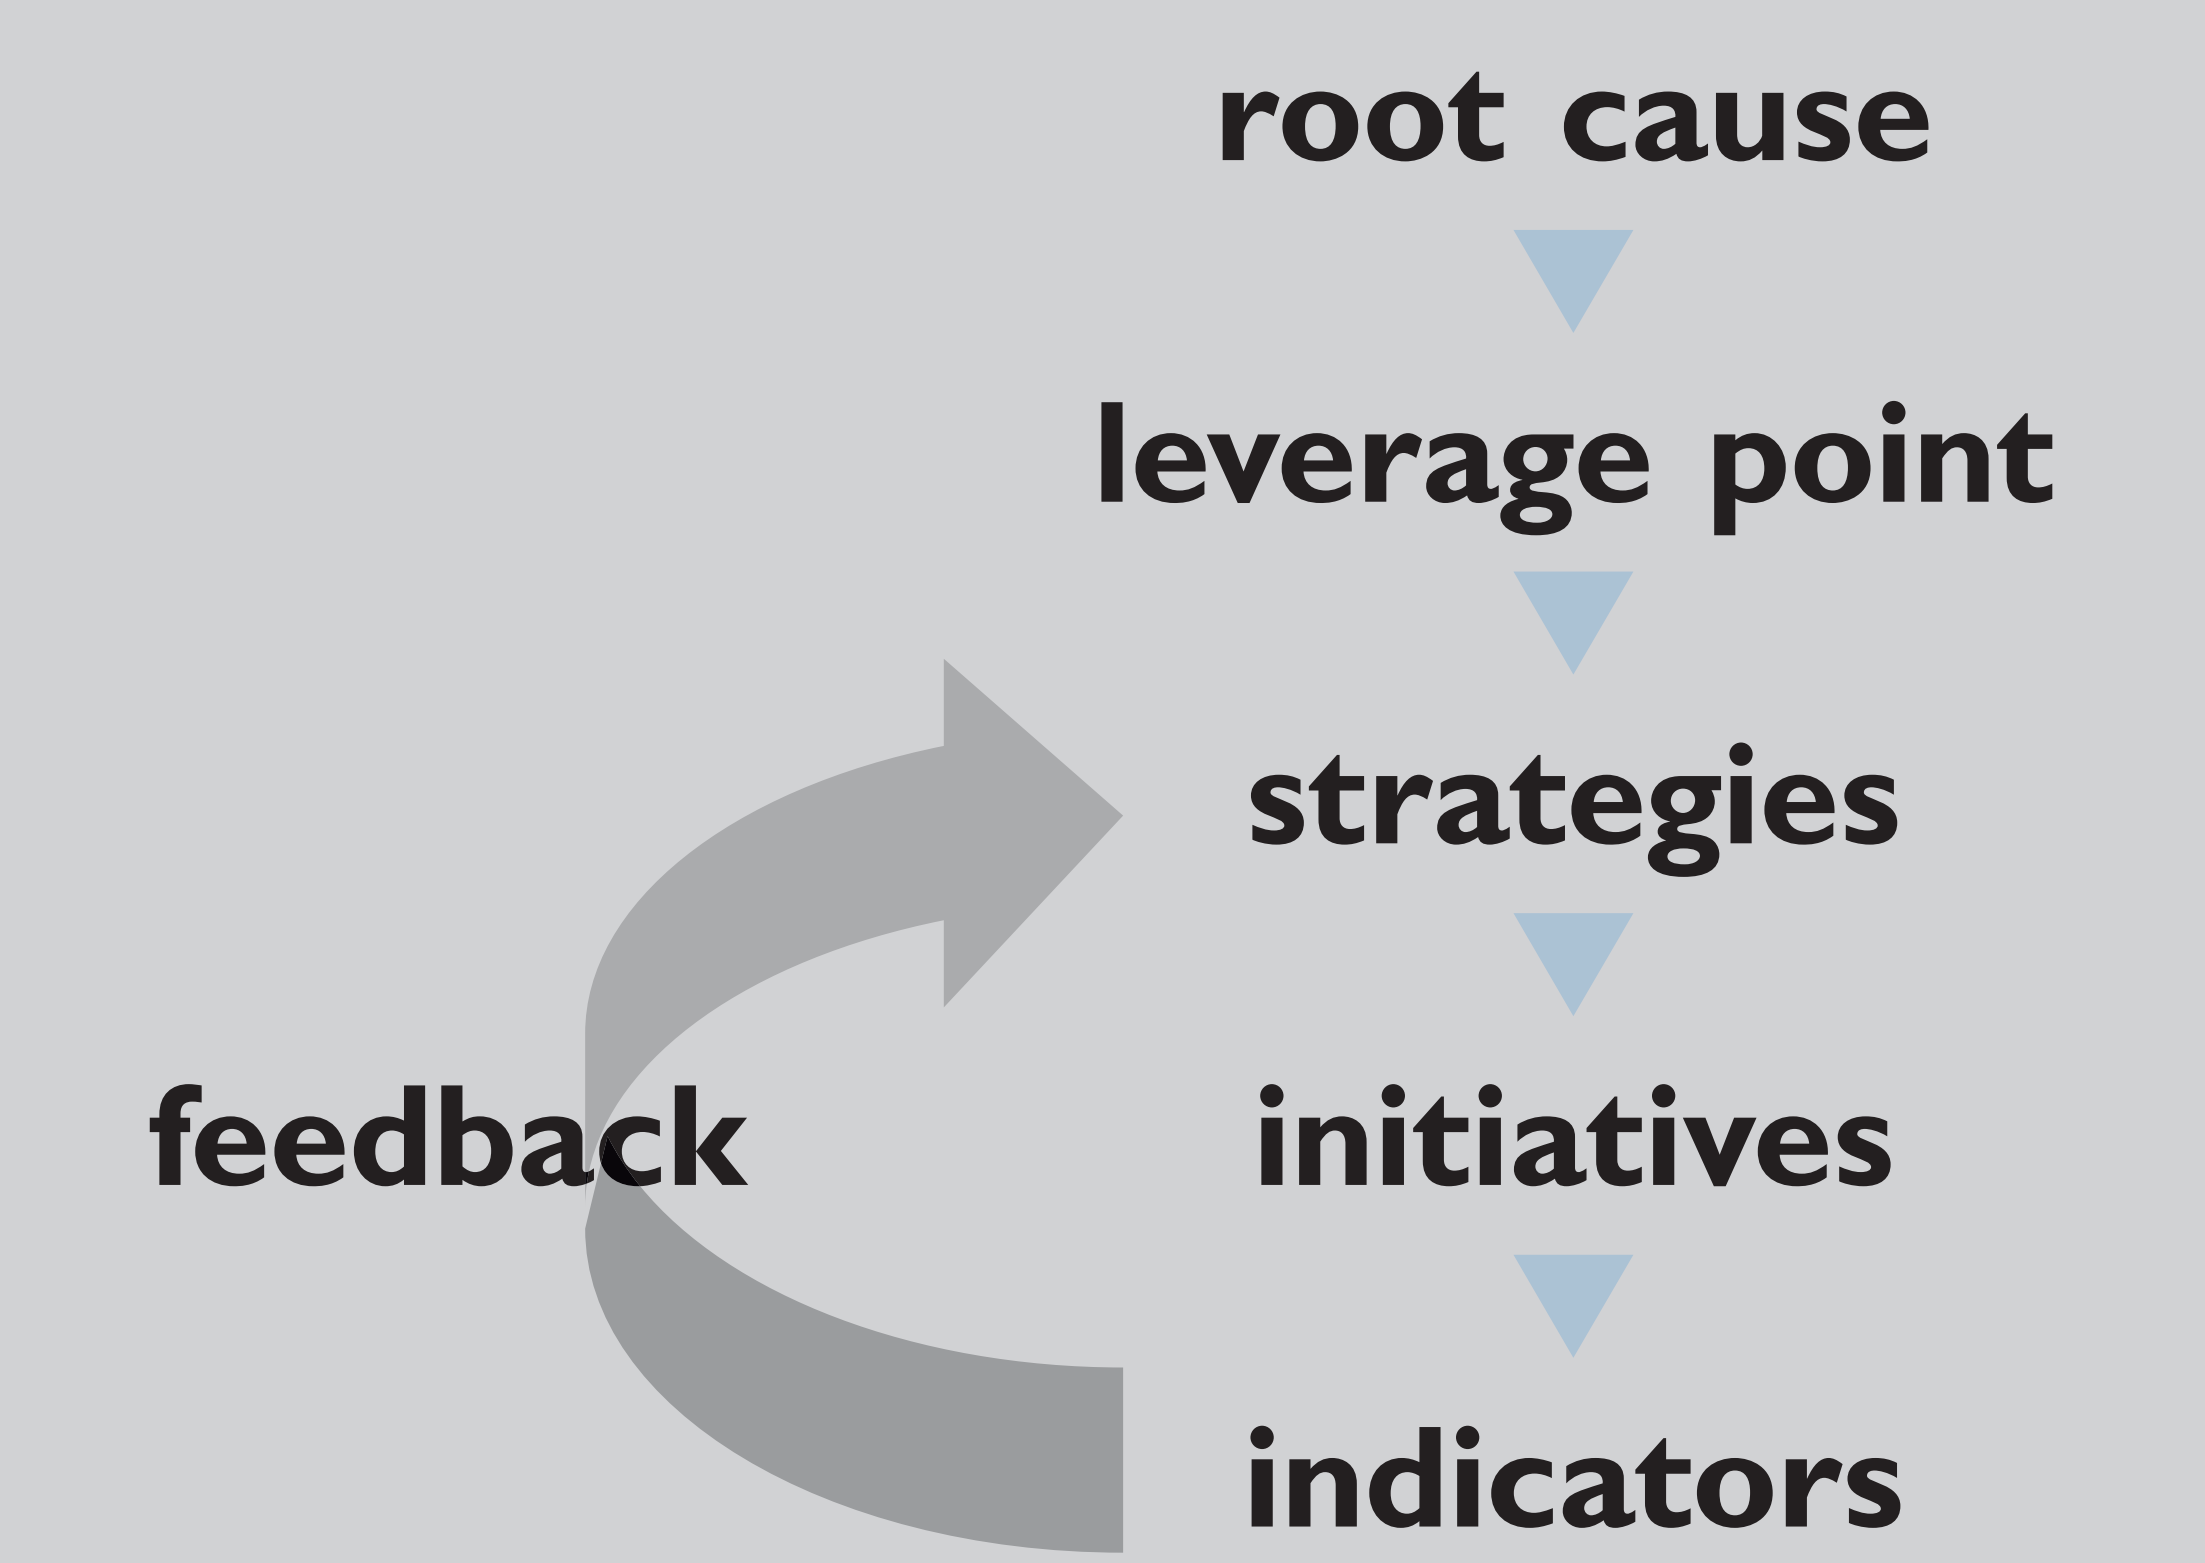 root cause
leverage point
strategies
feedback
initiatives
indicators